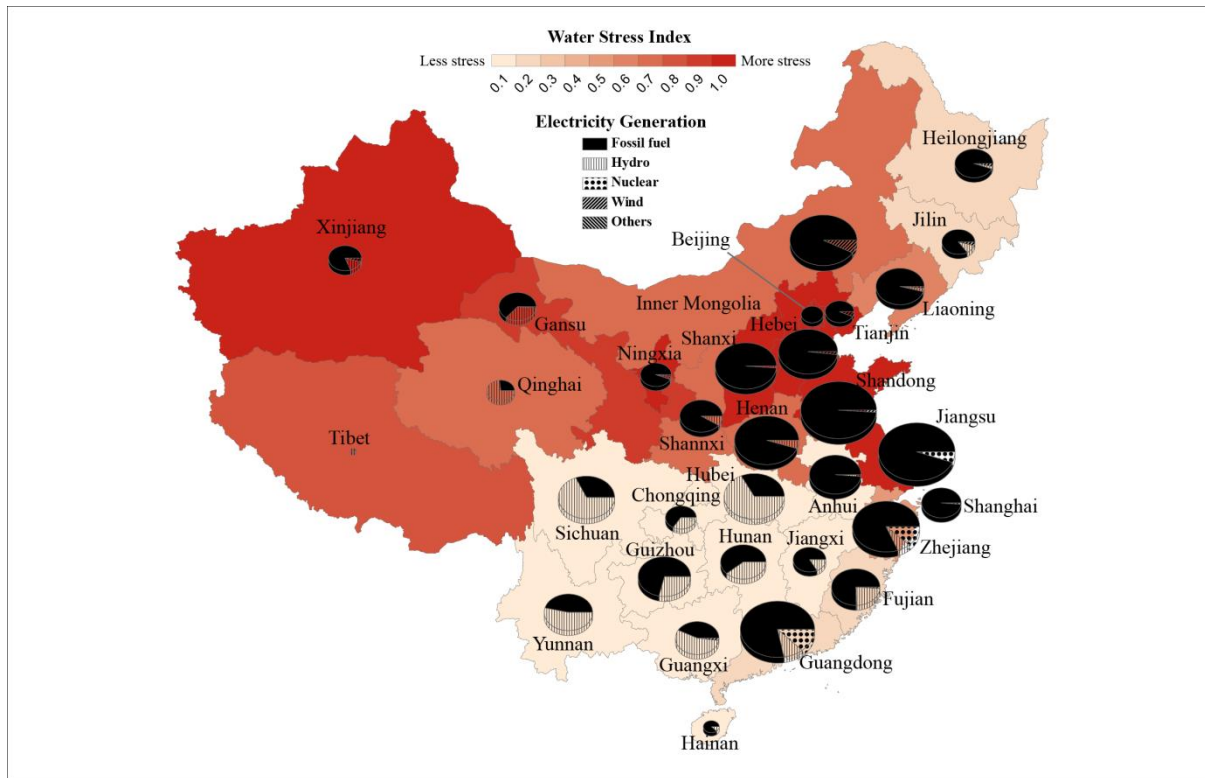 Water Stress Index
Less stress
More stress
0.1
0.2
0.3
0.4
0.5
0.6
0.7
0.8
0.9
1.0
Electricity Generation
Fossil fuel
Hydro
Nuclear
Wind
Others
Heilongjiang
Jilin
Xinjiang
Beijing
Inner Mongolia
Liaoning
Gansu
Hebei
Tianjin
Shanxi
Ningxia
Qinghai
Shandong
Henan
Jiangsu
Tibet
Shannxi
Hubei
Chongqing
Anhui
Shanghai
Sichuan
Hunan
Jiangxi
Zhejiang
Guizhou
Fujian
Yunnan
Guangxi
Guangdong
Hainan